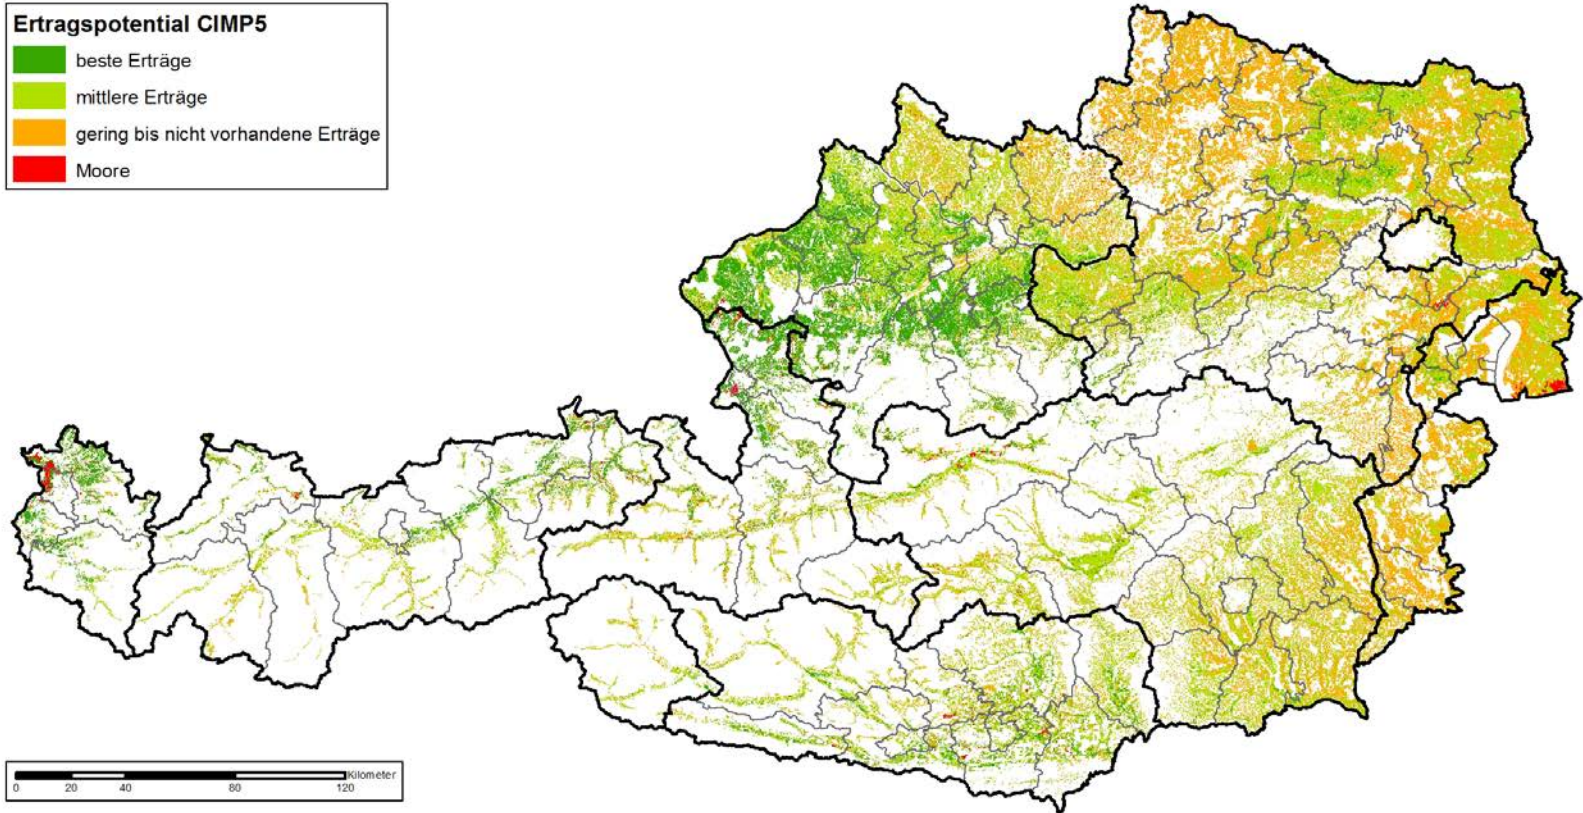 Ertragspotential CIMP5
beste Erträge
mittlere Erträge
gering bis nicht vorhandene Erträge
Moore
Kilometer
0 20 40 80 120